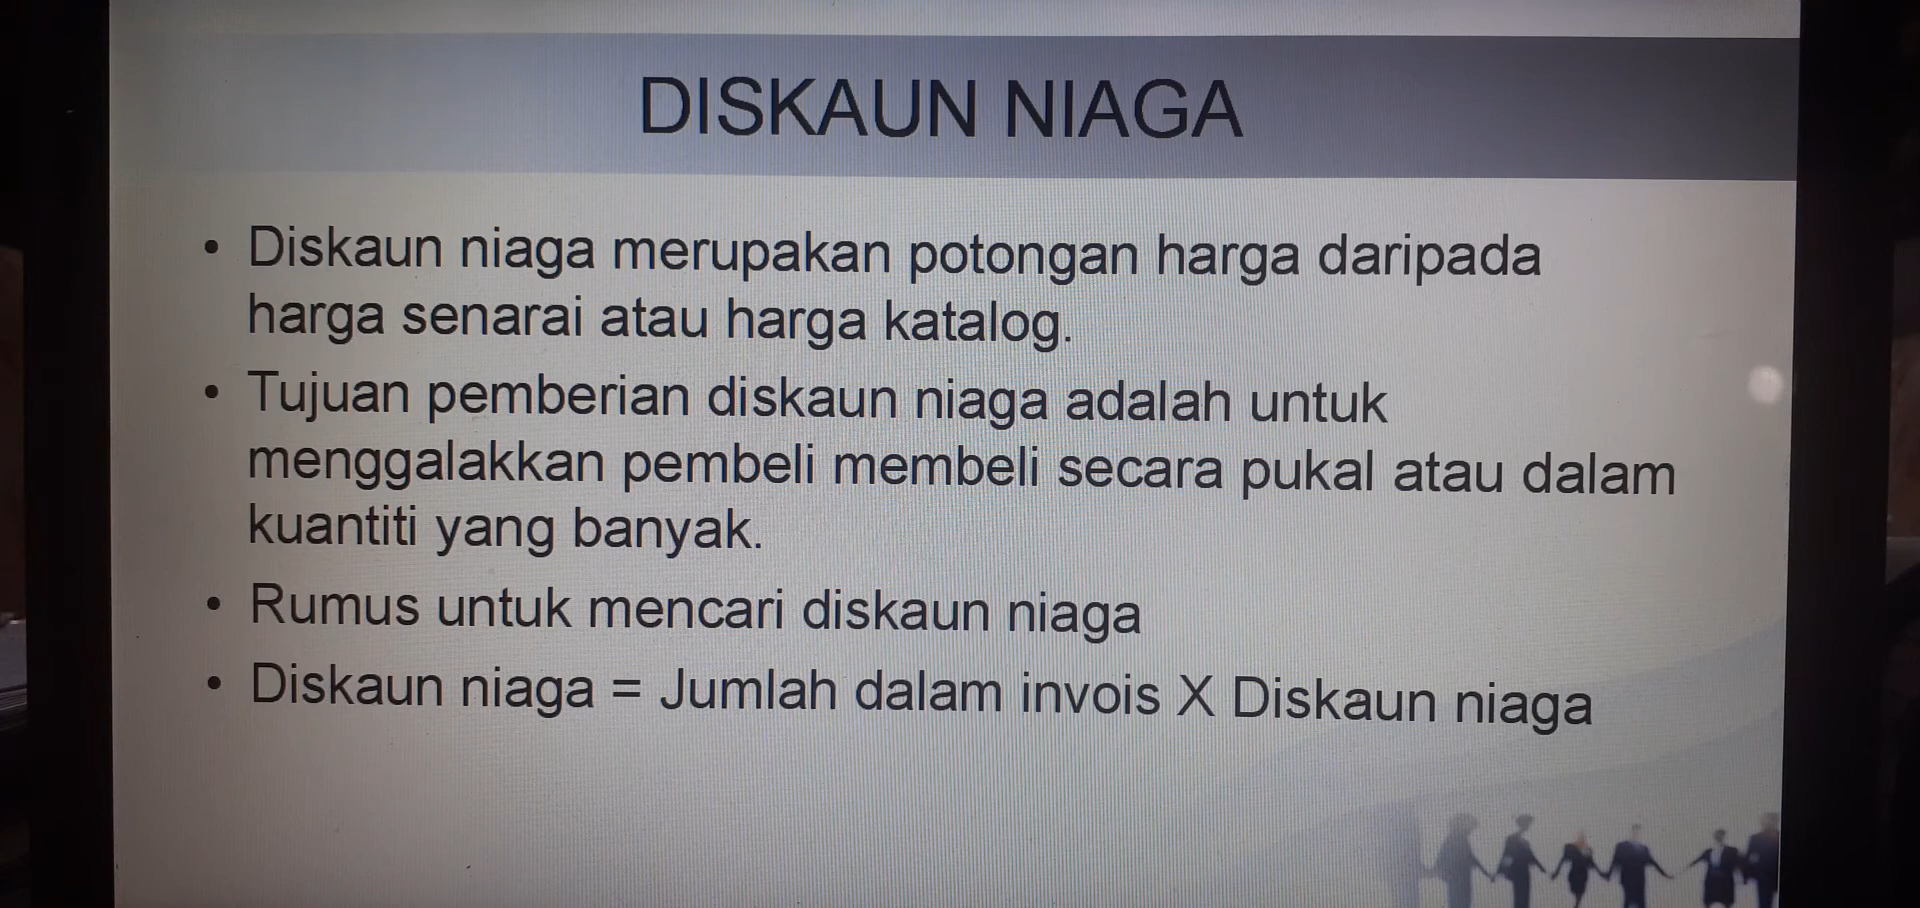 DISKAUN NIAGA
• Diskaun niaga merupakan potongan harga daripada
harga senarai atau harga katalog.
• Tujuan pemberian diskaun niaga adalah untuk
menggalakkan pembeli membeli secara pukal atau dalam
kuantiti yang banyak.
• Rumus untuk mencari diskaun niaga
• Diskaun niaga = Jumlah dalam invois X Diskaun niaga